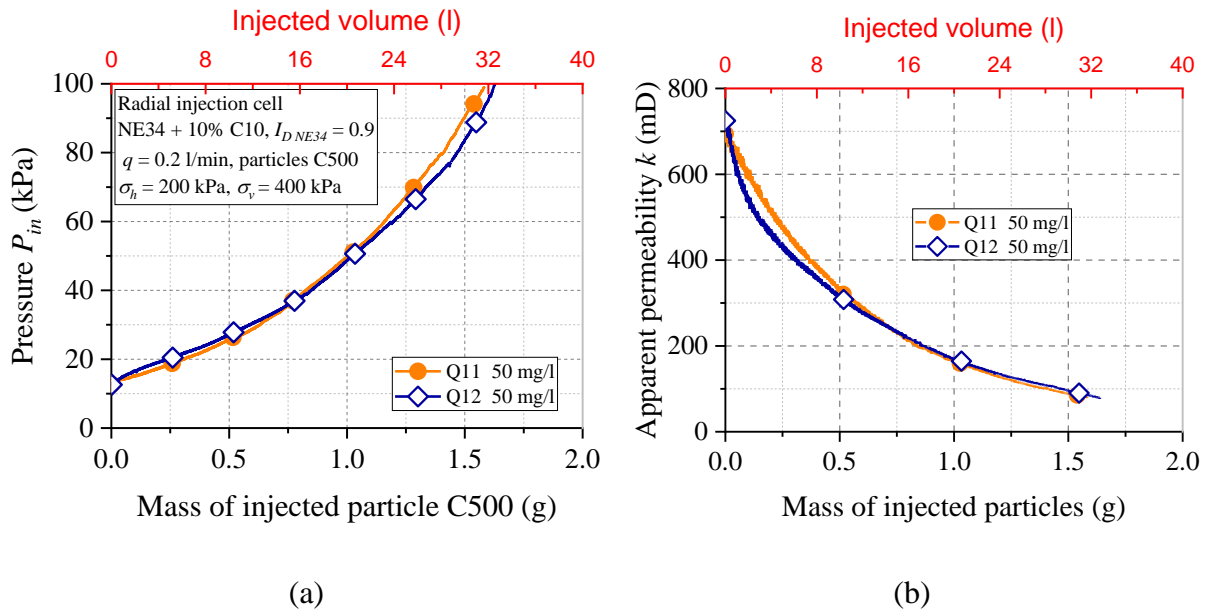 Injected volume (l)
0 8 16 24 32 40
100
80
60
40
20
0
Pressure P_in (kPa)
Radial injection cell
NE34 + 10% C10, I_D NE34 = 0.9
q = 0.2 l/min, particles C500
σ_h = 200 kPa, σ_v = 400 kPa
Q11 50 mg/l
Q12 50 mg/l
0.0 0.5 1.0 1.5 2.0
Mass of injected particle C500 (g)
(a)
Injected volume (l)
0 8 16 24 32 40
800
600
400
200
0
Apparent permeability k (mD)
Q11 50 mg/l
Q12 50 mg/l
0.0 0.5 1.0 1.5 2.0
Mass of injected particles (g)
(b)